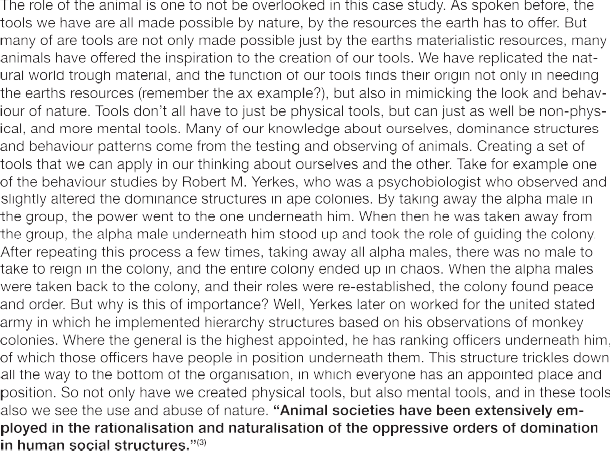 The role of the animal is one to not be overlooked in this case study. As spoken before, the
tools we have are all made possible by nature, by the resources the earth has to offer. But
many of are tools are not only made possible just by the earths materialistic resources, many
animals have offered the inspiration to the creation of our tools. We have replicated the nat-
ural world trough material, and the function of our tools finds their origin not only in needing
the earths resources (remember the ax example?), but also in mimicking the look and behav-
iour of nature. Tools don’t all have to just be physical tools, but can just as well be non-phys-
ical, and more mental tools. Many of our knowledge about ourselves, dominance structures
and behaviour patterns come from the testing and observing of animals. Creating a set of
tools that we can apply in our thinking about ourselves and the other. Take for example one
of the behaviour studies by Robert M. Yerkes, who was a psychobiologist who observed and
slightly altered the dominance structures in ape colonies. By taking away the alpha male in
the group, the power went to the one underneath him. When then he was taken away from
the group, the alpha male underneath him stood up and took the role of guiding the colony.
After repeating this process a few times, taking away all alpha males, there was no male to
take to reign in the colony, and the entire colony ended up in chaos. When the alpha males
were taken back to the colony, and their roles were re-established, the colony found peace
and order. But why is this of importance? Well, Yerkes later on worked for the united stated
army in which he implemented hierarchy structures based on his observations of monkey
colonies. Where the general is the highest appointed, he has ranking officers underneath him,
of which those officers have people in position underneath them. This structure trickles down
all the way to the bottom of the organisation, in which everyone has an appointed place and
position. So not only have we created physical tools, but also mental tools, and in these tools
also we see the use and abuse of nature. “Animal societies have been extensively em-
ployed in the rationalisation and naturalisation of the oppressive orders of domination
in human social structures.”(3)